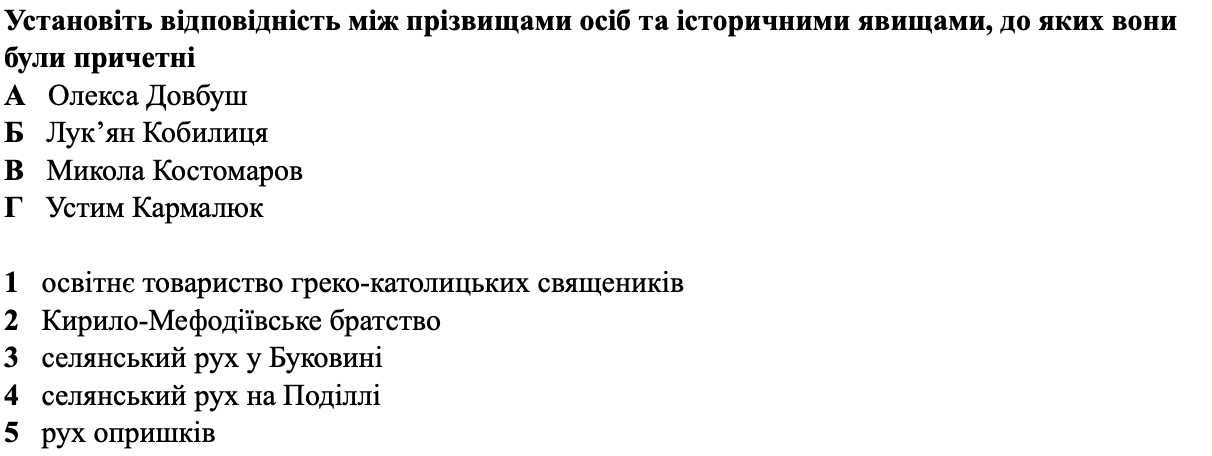 Установіть відповідність між прізвищами осіб та історичними явищами, до яких вони
були причетні
А Олекса Довбуш
Б Лук’ян Кобилиця
В Микола Костомаров
Г Устим Кармалюк
1 освітнє товариство греко-католицьких священиків
2 Кирило-Мефодіївське братство
3 селянський рух у Буковині
4 селянський рух на Поділлі
5 рух опришків